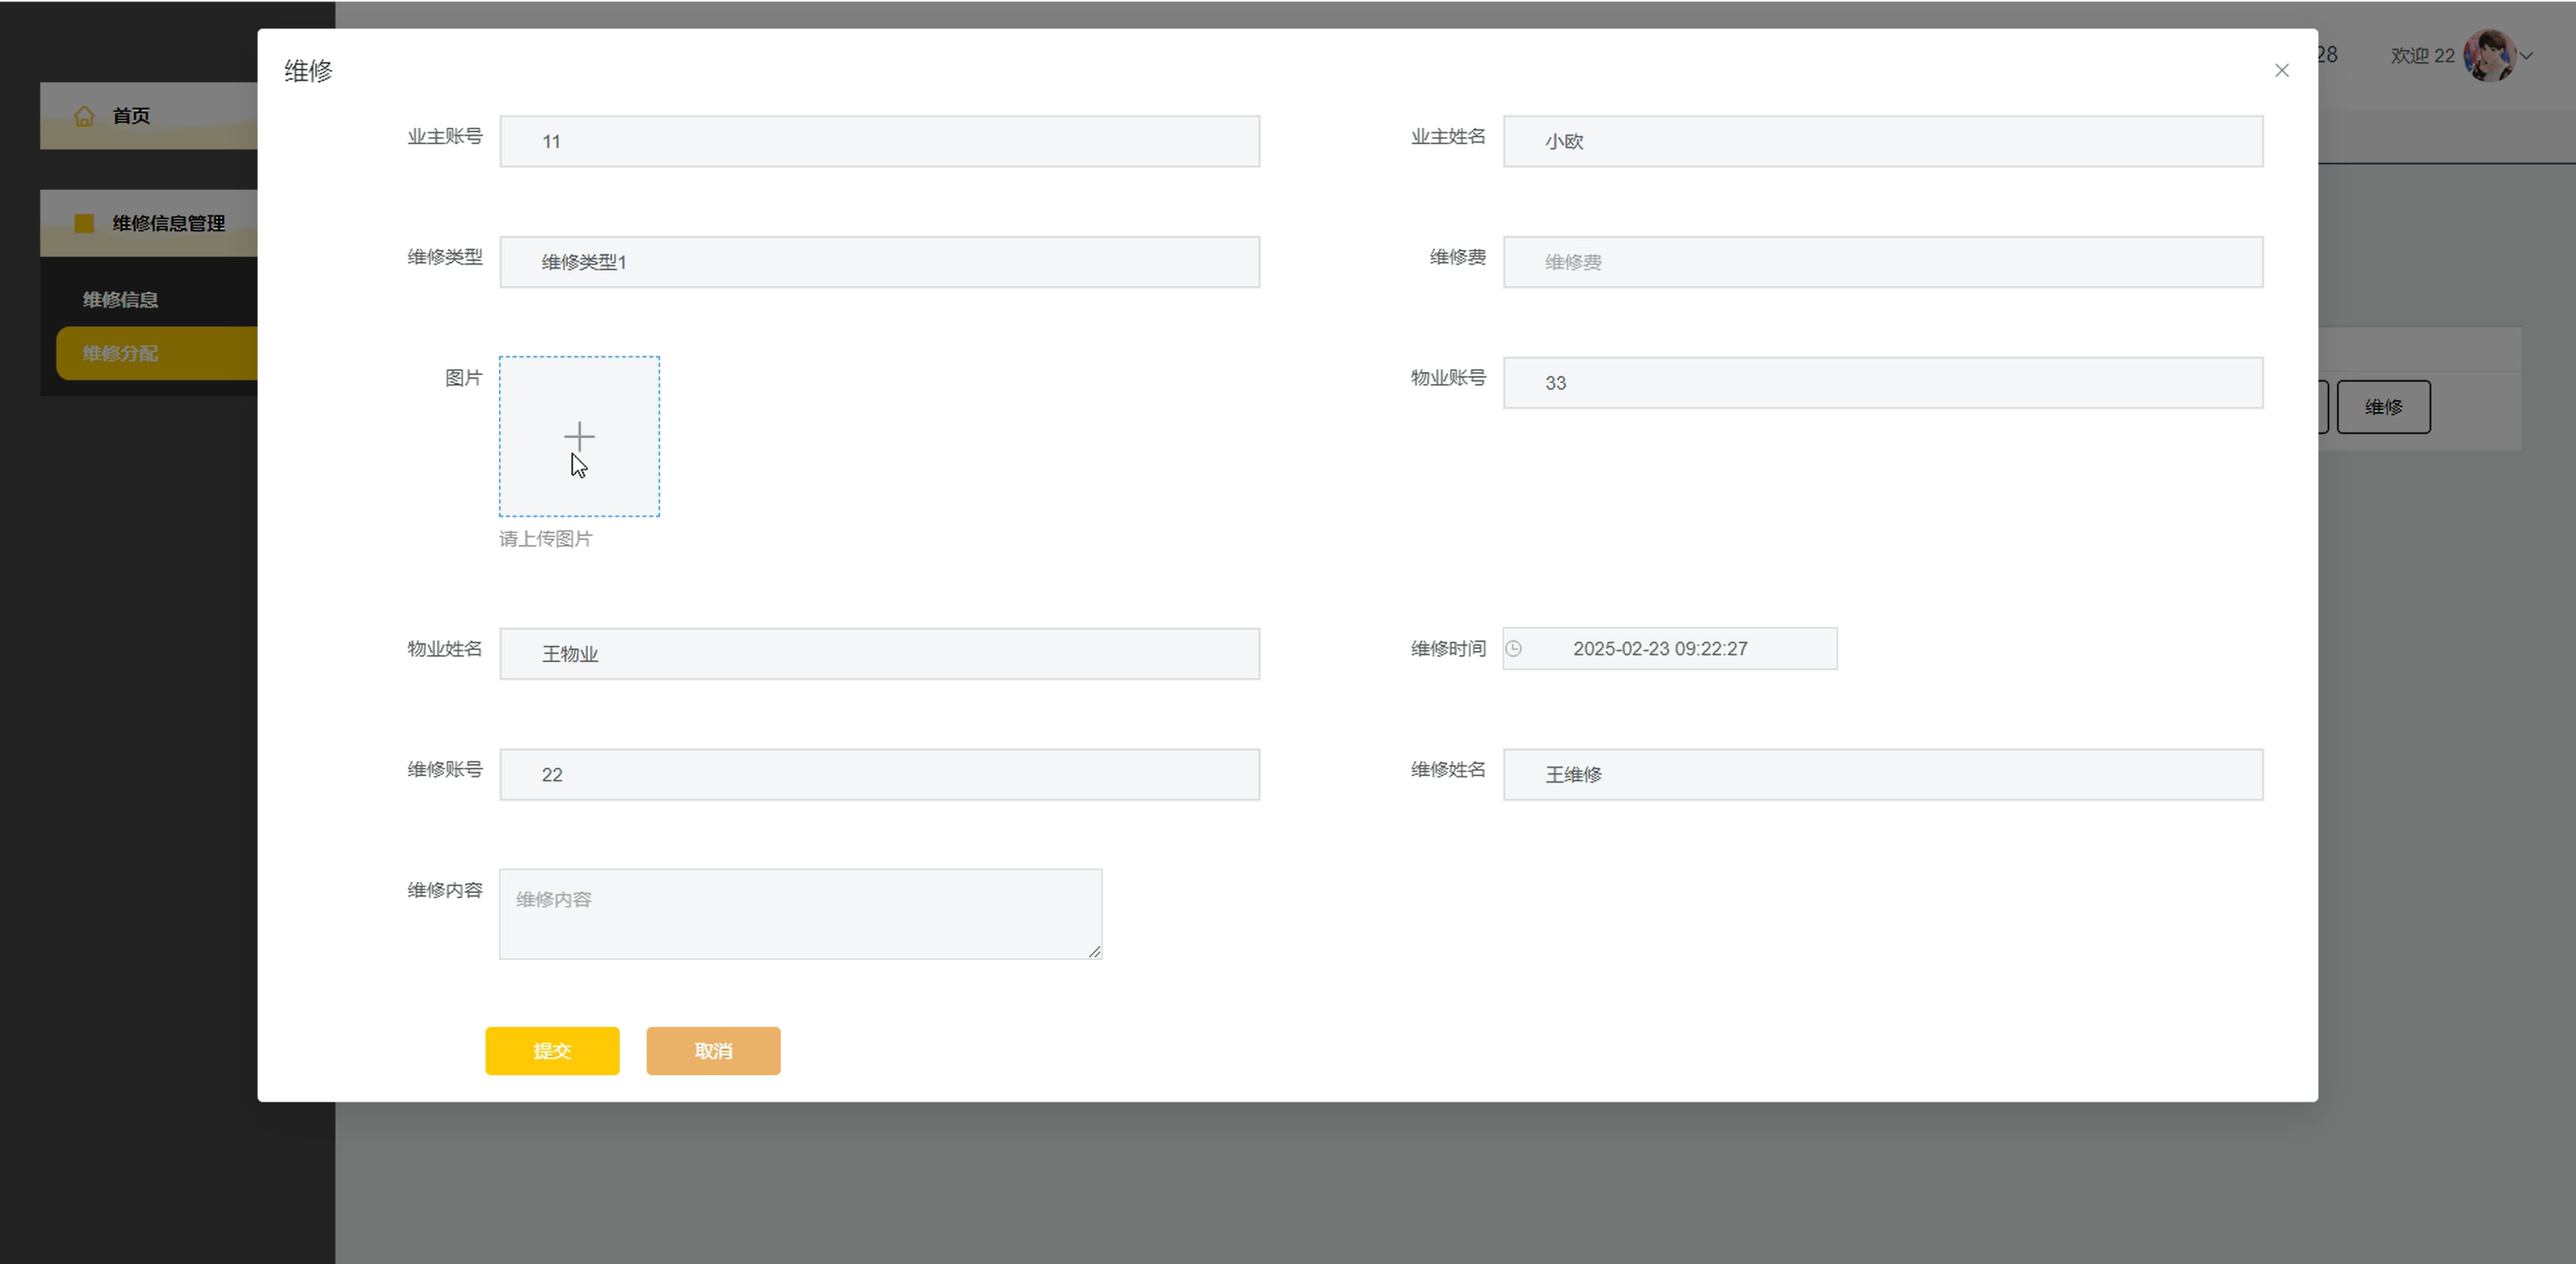 28
欢迎 22
首页
维修信息管理
维修信息
维修分配
维修
维修
业主账号 11
业主姓名 小欧
维修类型 维修类型1
维修费 维修费
图片
请上传图片
物业账号 33
物业姓名 王物业
维修时间 2025-02-23 09:22:27
维修账号 22
维修姓名 王维修
维修内容 维修内容
提交 取消